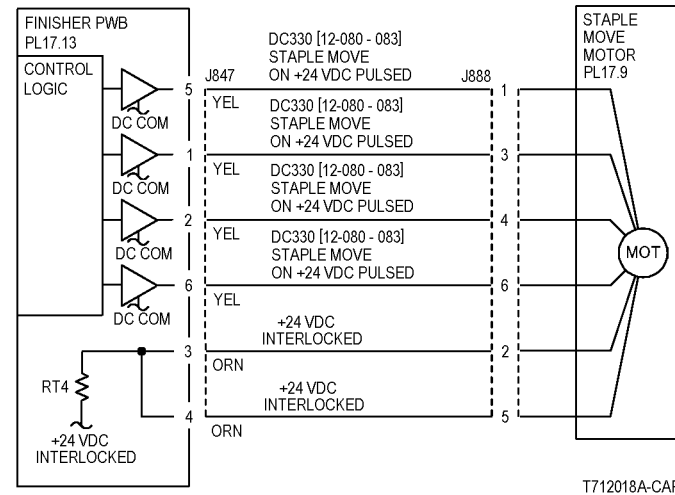 FINISHER PWB
PL17.13
CONTROL
LOGIC
DC COM
DC COM
DC COM
DC COM
RT4
+24 VDC
INTERLOCKED
5
1
2
6
3
4
J847
YEL
YEL
YEL
YEL
ORN
ORN
DC330 [12-080 - 083]
STAPLE MOVE
ON +24 VDC PULSED
DC330 [12-080 - 083]
STAPLE MOVE
ON +24 VDC PULSED
DC330 [12-080 - 083]
STAPLE MOVE
ON +24 VDC PULSED
DC330 [12-080 - 083]
STAPLE MOVE
ON +24 VDC PULSED
+24 VDC
INTERLOCKED
+24 VDC
INTERLOCKED
J888
1
3
4
6
2
5
STAPLE
MOVE
MOTOR
PL17.9
MOT